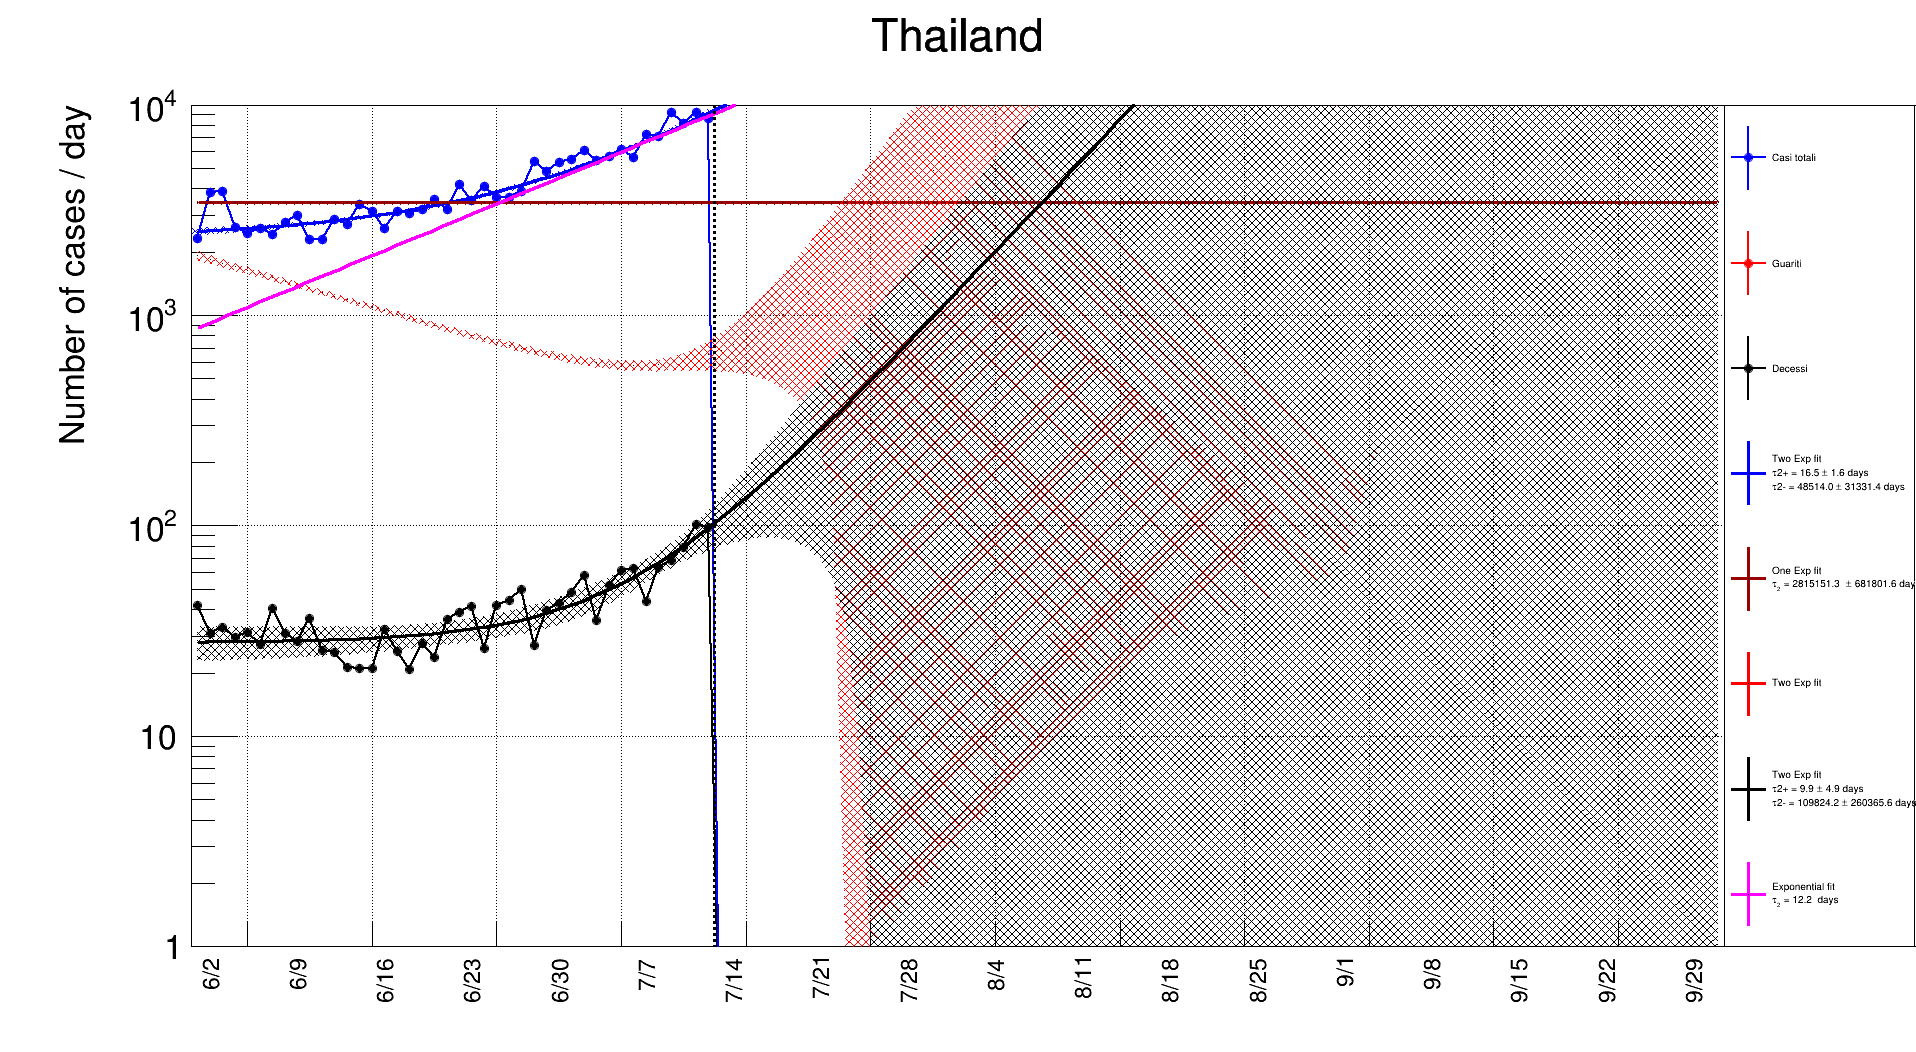 Thailand
Number of cases / day
10^4
10^3
10^2
10
1
6/2
6/9
6/16
6/23
6/30
7/7
7/14
7/21
7/28
8/4
8/11
8/18
8/25
9/1
9/8
9/15
9/22
9/29
Casi totali
Guariti
Decessi
Two Exp fit
τ2+ = 16.5 ± 1.6 days
τ2- = 48514.0 ± 31331.4 days
One Exp fit
τ₂ = 2815151.3 ± 681801.6 day
Two Exp fit
Two Exp fit
τ2+ = 9.9 ± 4.9 days
τ2- = 109824.2 ± 260365.6 days
Exponential fit
τ₂ = 12.2 days